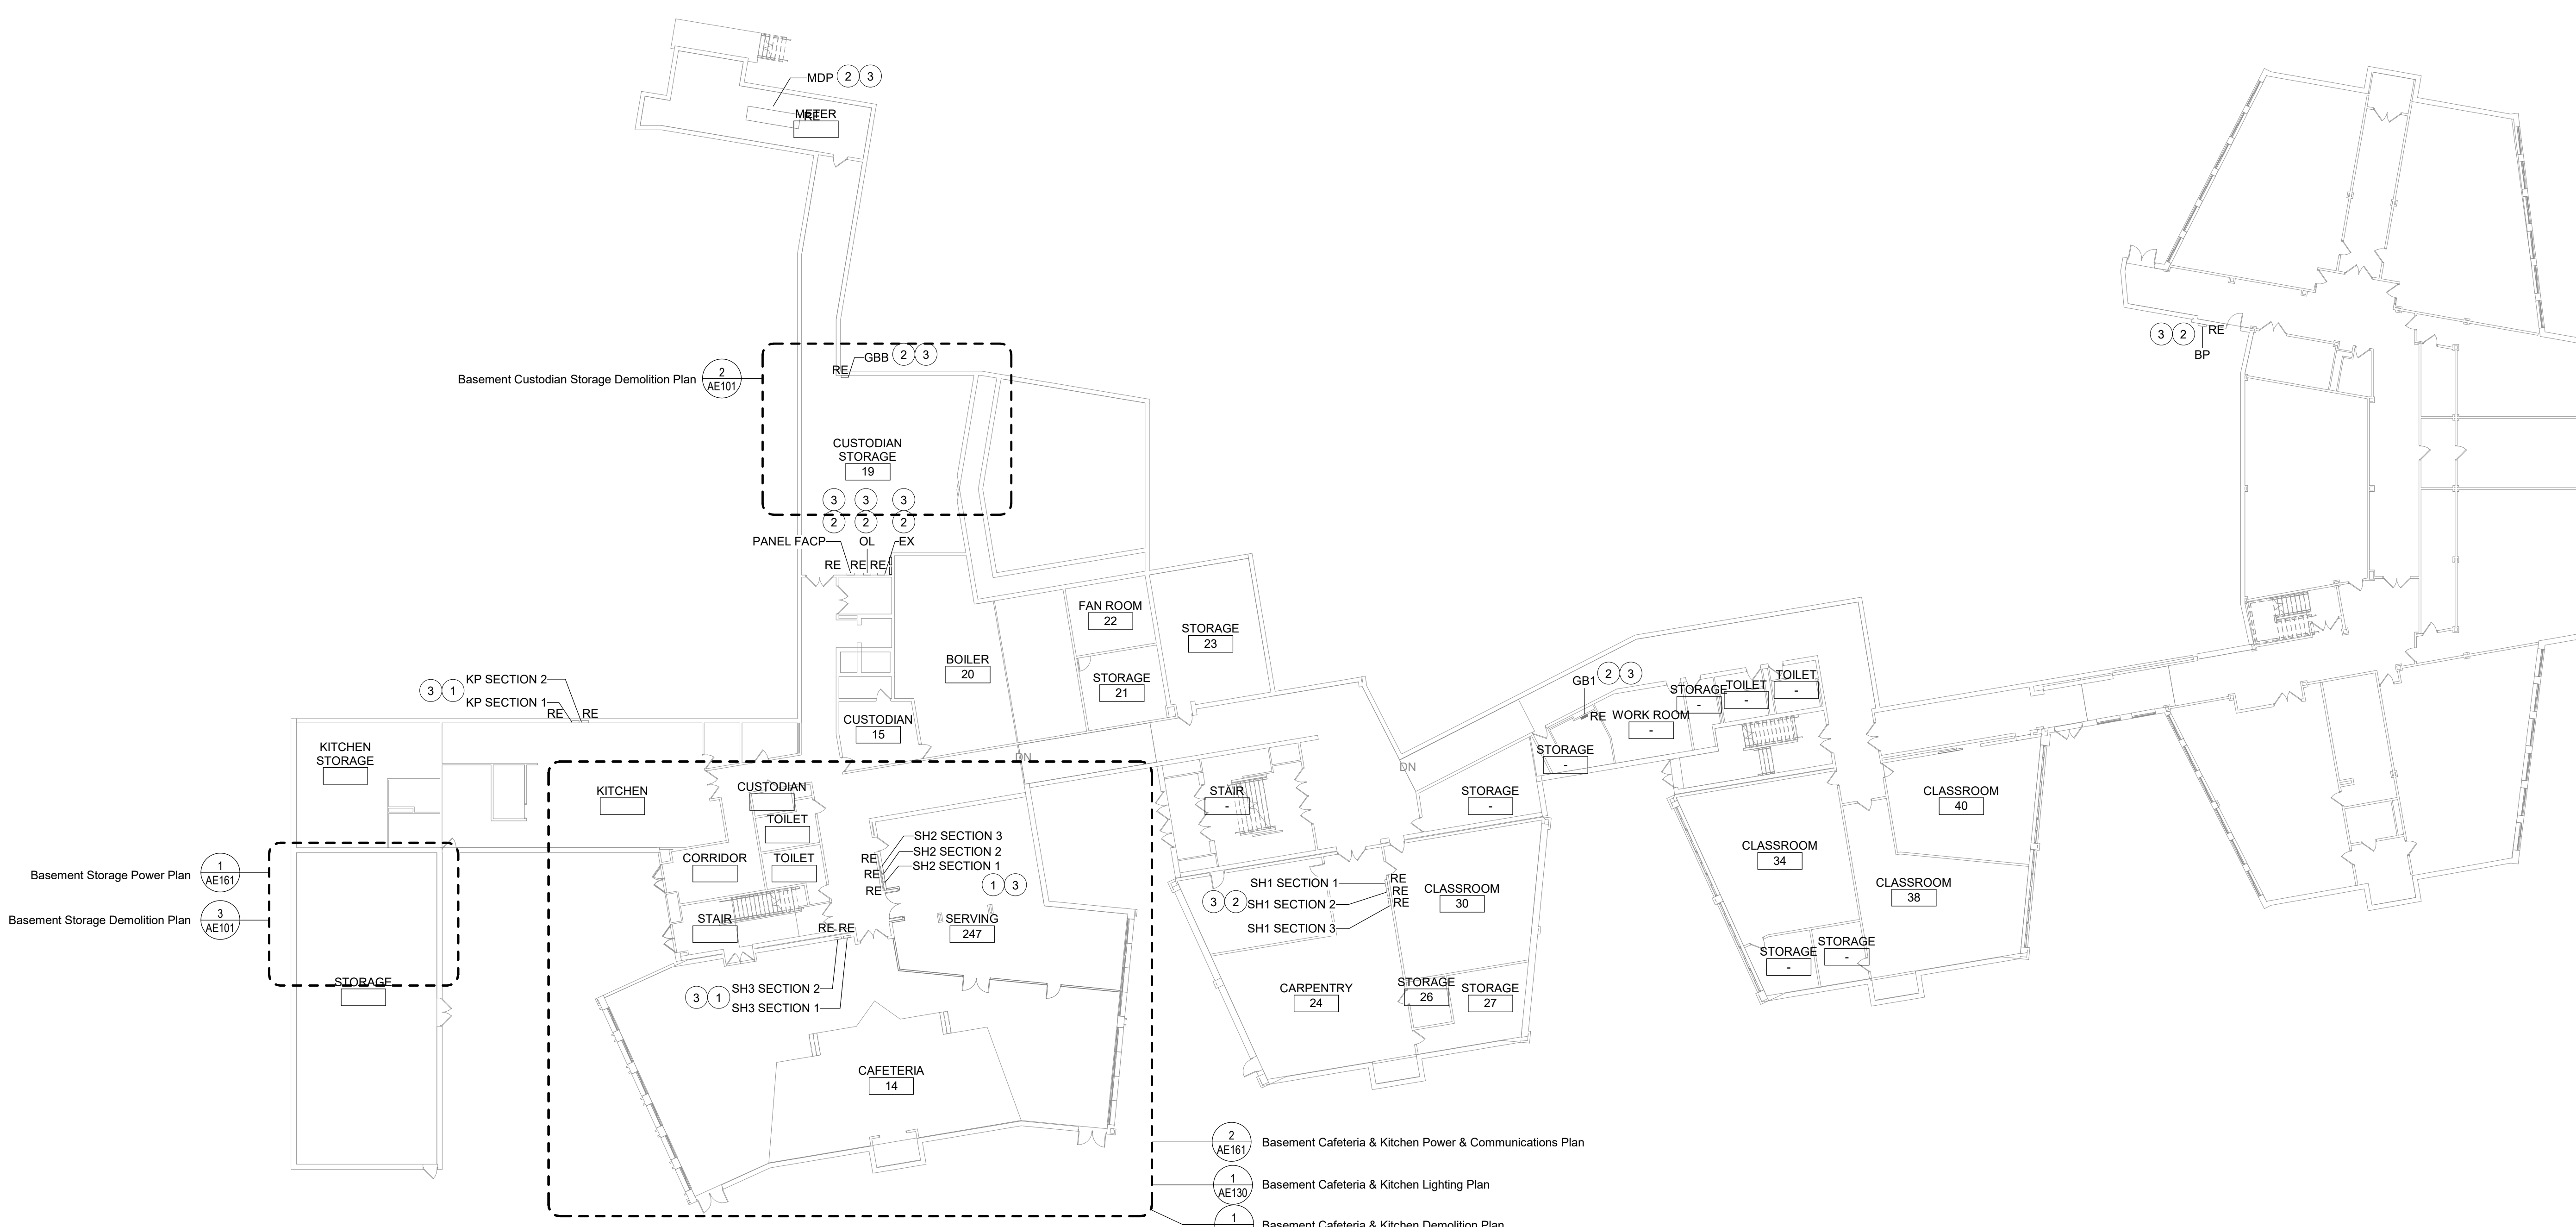 MDP 2 3
METER
RE
GBB 2 3
RE
Basement Custodian Storage Demolition Plan 2 AE101
CUSTODIAN
STORAGE
19
3 3 3
2 2 2
PANEL FACP OL EX
RE RE RE
3 2 RE
BP
FAN ROOM
22
STORAGE
23
BOILER
20
STORAGE
21
CUSTODIAN
15
3 1 KP SECTION 2
KP SECTION 1
RE RE
KITCHEN
STORAGE
GB1 2 3
RE
WORK ROOM
-
STORAGE
-
TOILET
-
TOILET
-
STORAGE
-
DN
DN
KITCHEN
CUSTODIAN
TOILET
CORRIDOR
TOILET
STAIR
STAIR
-
STORAGE
-
CLASSROOM
40
CLASSROOM
34
CLASSROOM
38
STORAGE
-
STORAGE
-
SH2 SECTION 3
SH2 SECTION 2
SH2 SECTION 1
RE
RE
RE
1 3
SERVING
247
RE RE
3 1 SH3 SECTION 2
SH3 SECTION 1
SH1 SECTION 1 RE
3 2 SH1 SECTION 2 RE
SH1 SECTION 3 RE
CLASSROOM
30
CARPENTRY
24
STORAGE
26
STORAGE
27
Basement Storage Power Plan 1 AE161
Basement Storage Demolition Plan 3 AE101
STORAGE
CAFETERIA
14
2 AE161 Basement Cafeteria & Kitchen Power & Communications Plan
1 AE130 Basement Cafeteria & Kitchen Lighting Plan
1 Basement Cafeteria & Kitchen Demolition Plan